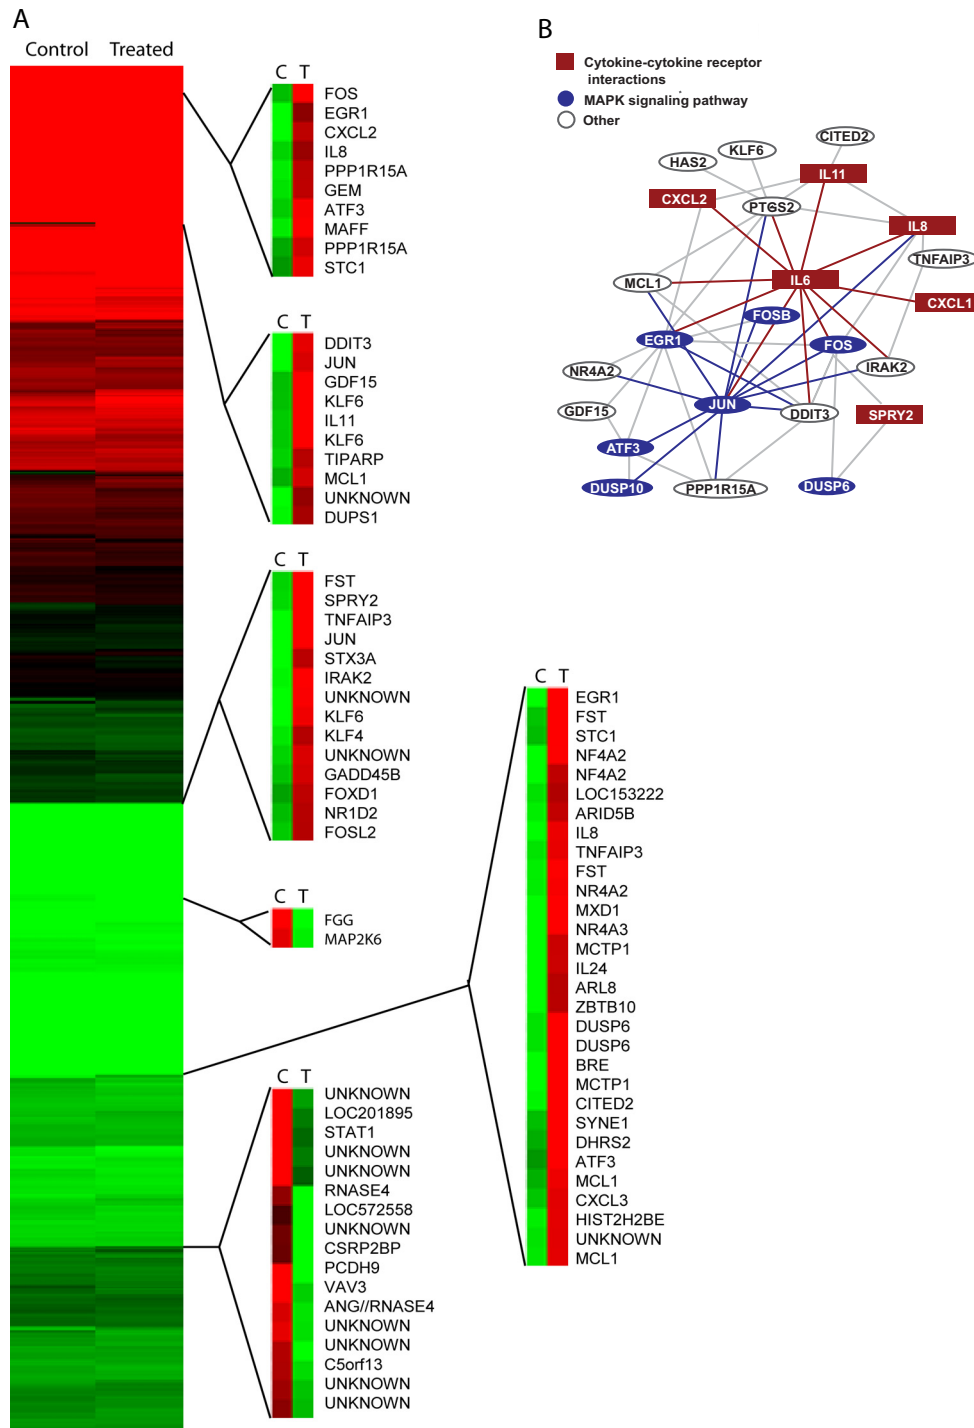 A
Control Treated
C T
FOS
EGR1
CXCL2
IL8
PPP1R15A
GEM
ATF3
MAFF
PPP1R15A
STC1
C T
DDIT3
JUN
GDF15
KLF6
IL11
KLF6
TIPARP
MCL1
UNKNOWN
DUPS1
C T
FST
SPRY2
TNFAIP3
JUN
STX3A
IRAK2
UNKNOWN
KLF6
KLF4
UNKNOWN
GADD45B
FOXD1
NR1D2
FOSL2
C T
FGG
MAP2K6
C T
UNKNOWN
LOC201895
STAT1
UNKNOWN
UNKNOWN
RNASE4
LOC572558
UNKNOWN
CSRP2BP
PCDH9
VAV3
ANG//RNASE4
UNKNOWN
UNKNOWN
C5orf13
UNKNOWN
UNKNOWN
C T
EGR1
FST
STC1
NF4A2
NF4A2
LOC153222
ARID5B
IL8
TNFAIP3
FST
NR4A2
MXD1
NR4A3
MCTP1
IL24
ARL8
ZBTB10
DUSP6
DUSP6
BRE
MCTP1
CITED2
SYNE1
DHRS2
ATF3
MCL1
CXCL3
HIST2H2BE
UNKNOWN
MCL1
B
Cytokine-cytokine receptor
interactions
MAPK signaling pathway
Other
CITED2
KLF6
HAS2
IL11
CXCL2
PTGS2
IL8
TNFAIP3
MCL1
IL6
CXCL1
FOSB
EGR1
FOS
NR4A2
IRAK2
JUN
GDF15
DDIT3
SPRY2
ATF3
DUSP10
PPP1R15A
DUSP6